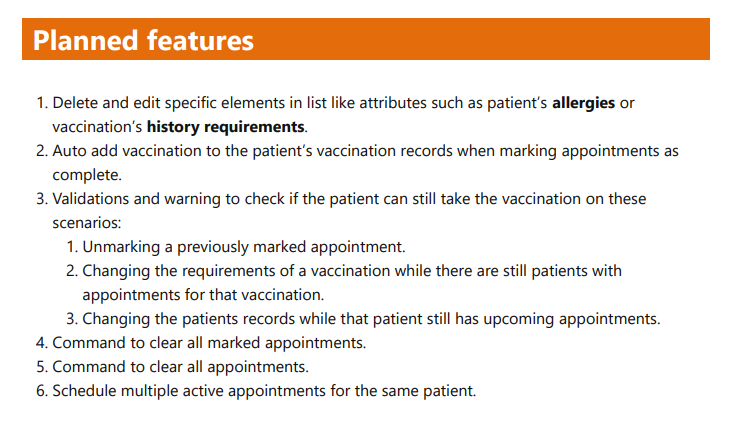 Planned features
1. Delete and edit specific elements in list like attributes such as patient's allergies or
vaccination's history requirements.
2. Auto add vaccination to the patient's vaccination records when marking appointments as
complete.
3. Validations and warning to check if the patient can still take the vaccination on these
scenarios:
1. Unmarking a previously marked appointment.
2. Changing the requirements of a vaccination while there are still patients with
appointments for that vaccination.
3. Changing the patients records while that patient still has upcoming appointments.
4. Command to clear all marked appointments.
5. Command to clear all appointments.
6. Schedule multiple active appointments for the same patient.